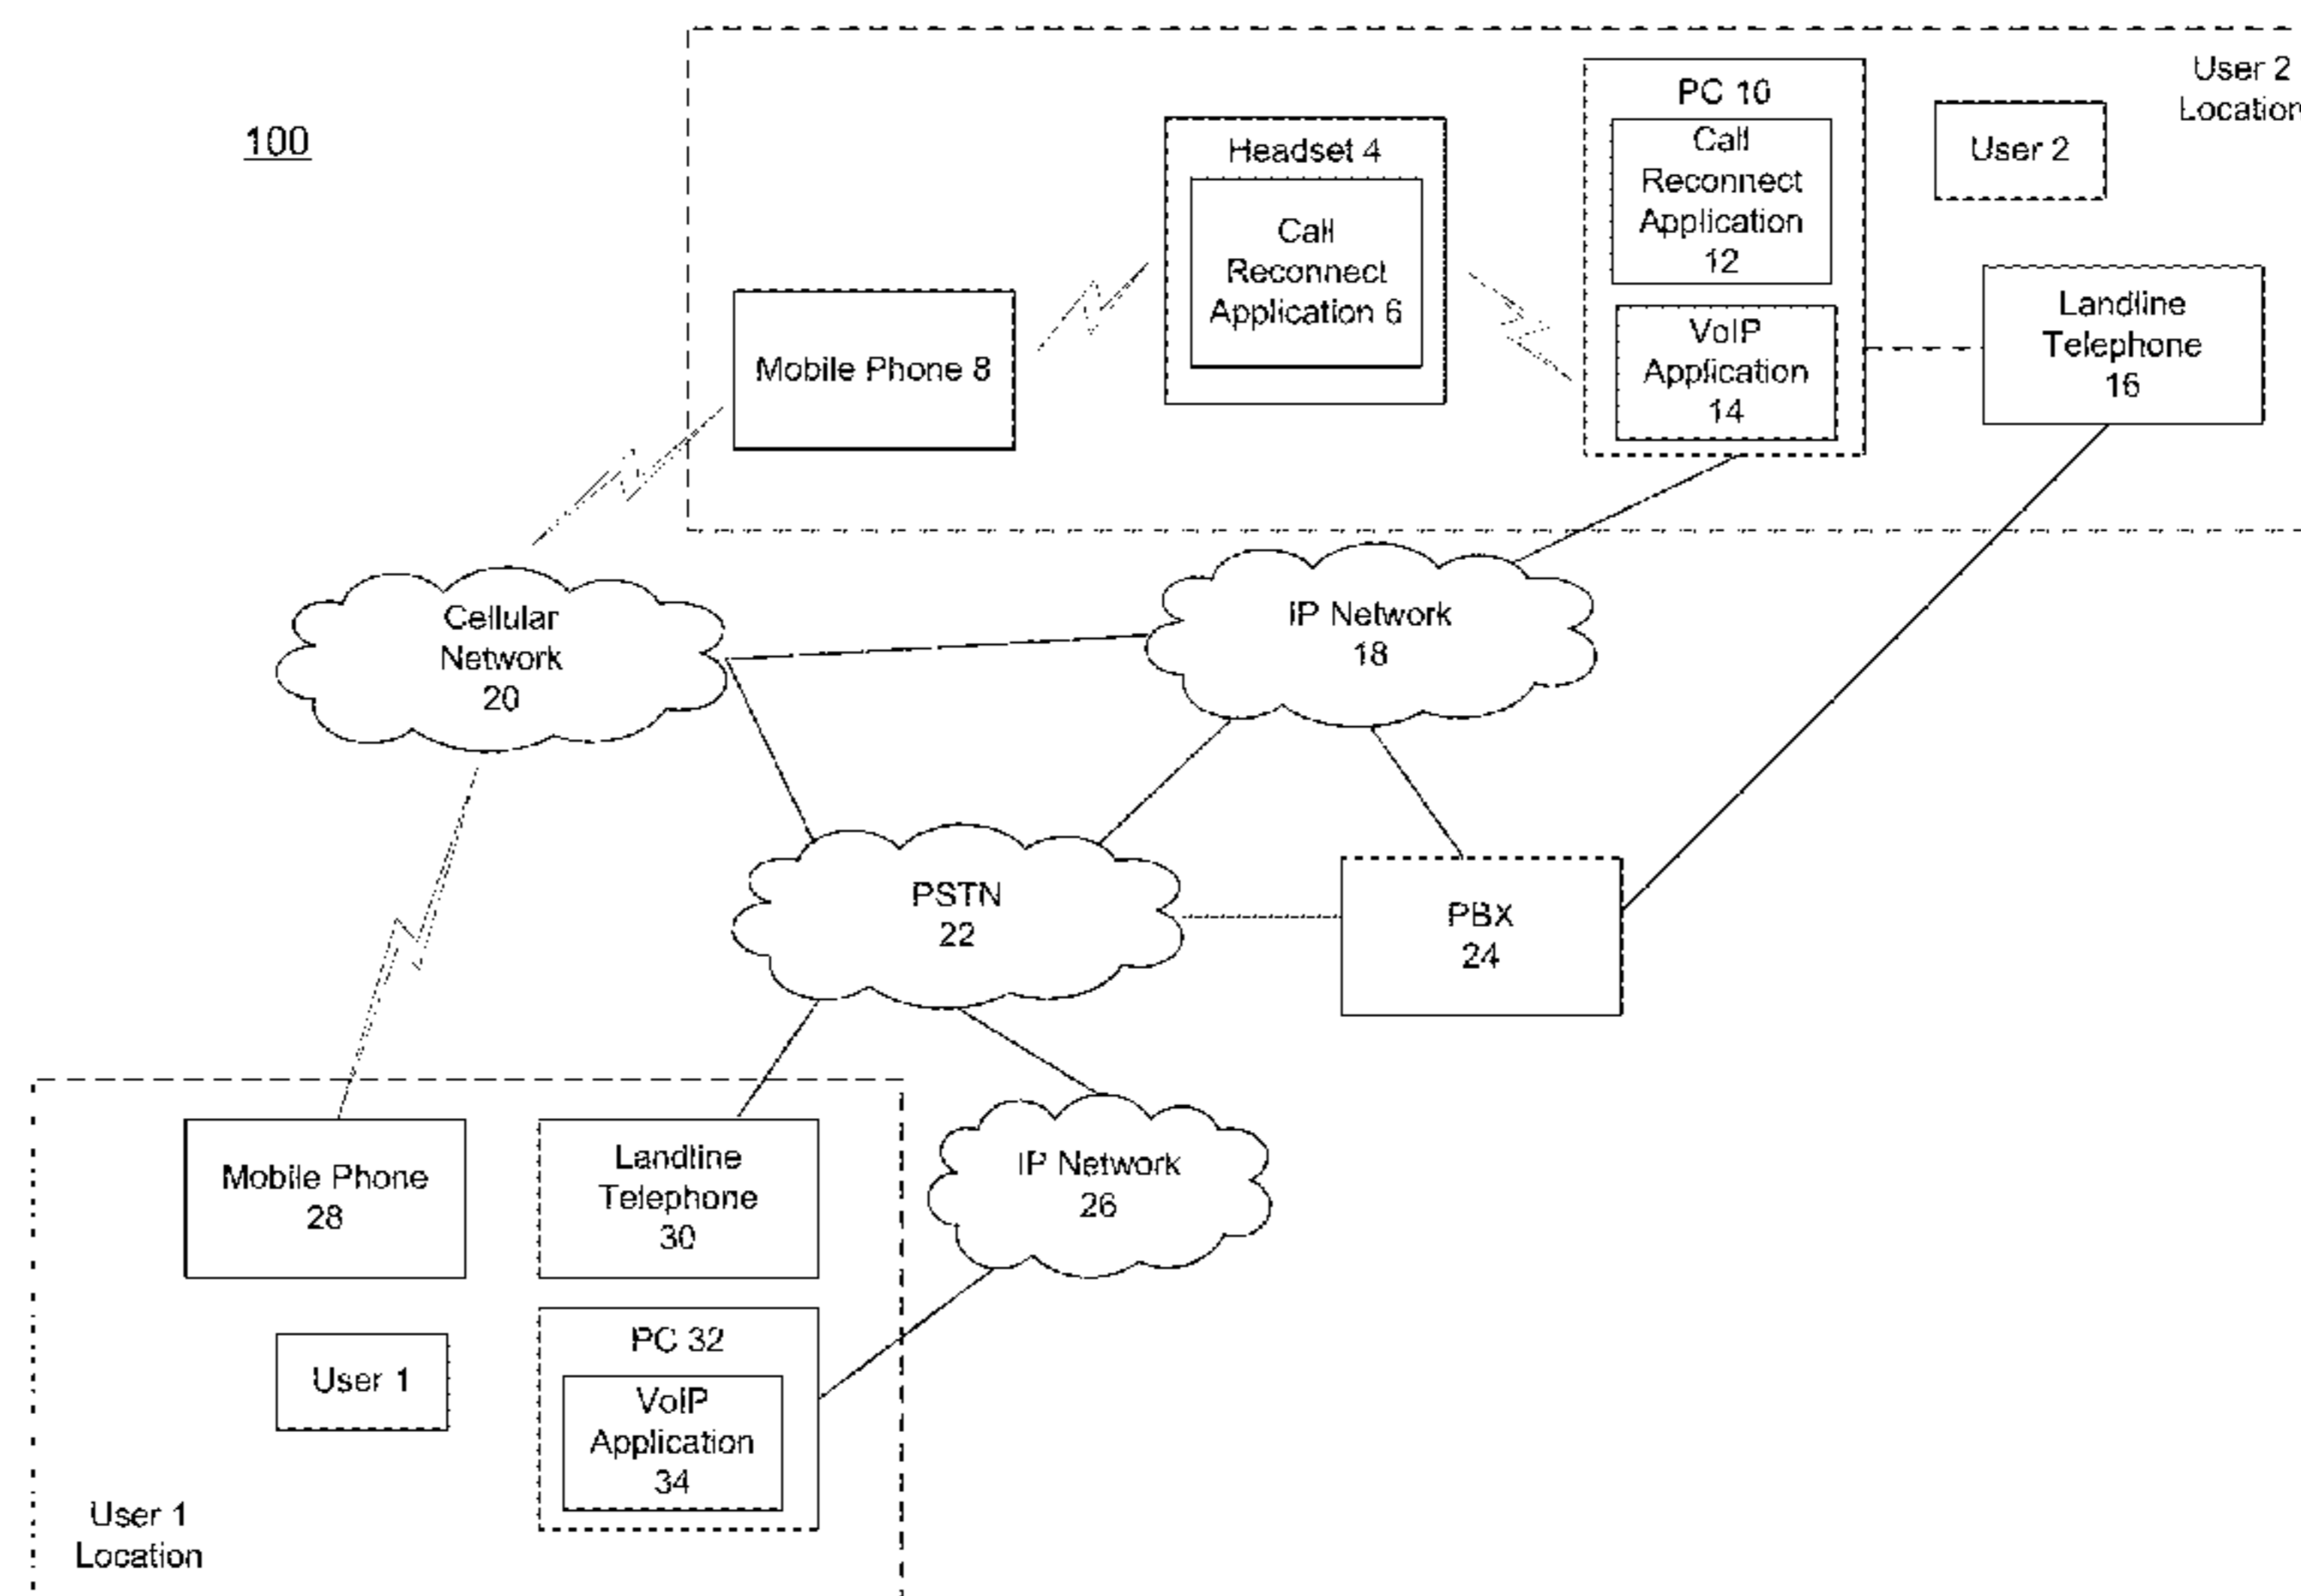 100
User 2
Location
PC 10
Call
Reconnect
Application
12
VoIP
Application
14
User 2
Headset 4
Call
Reconnect
Application 6
Mobile Phone 8
Landline
Telephone
16
Cellular
Network
20
IP Network
18
PSTN
22
PBX
24
Mobile Phone
28
Landline
Telephone
30
IP Network
26
User 1
PC 32
VoIP
Application
34
User 1
Location